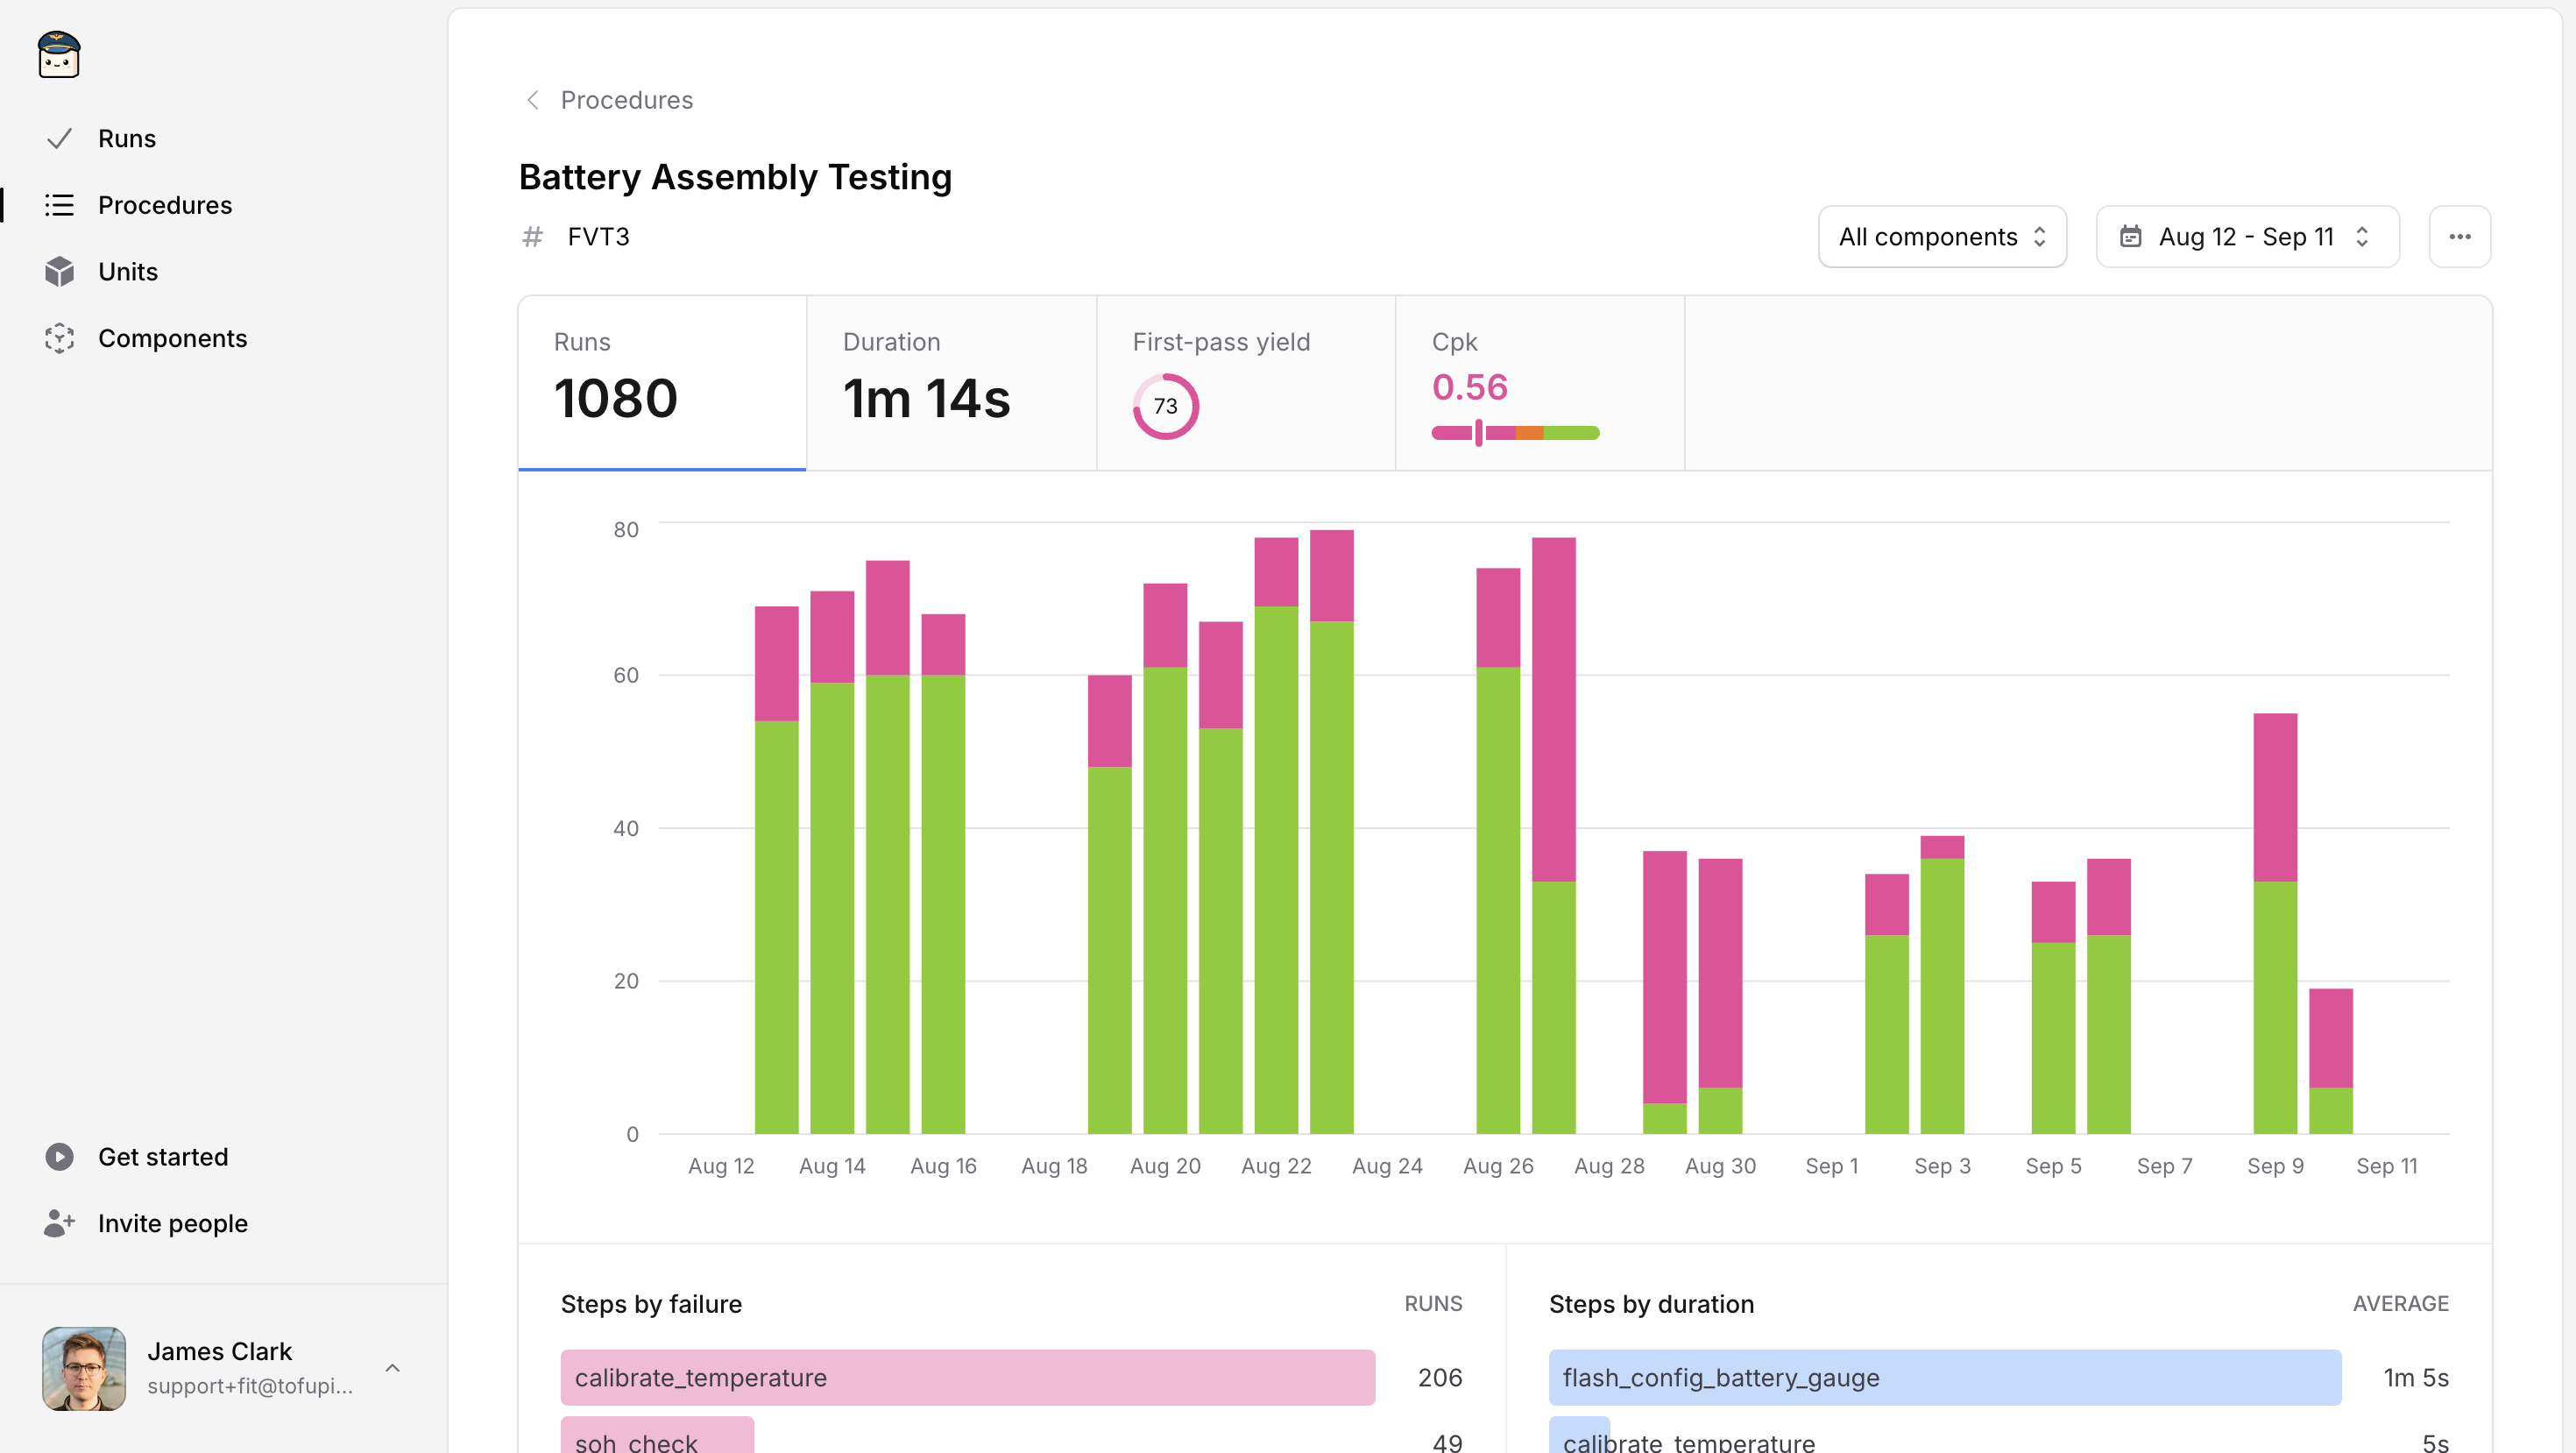 Runs
Procedures
Units
Components
Get started
Invite people
James Clark
support+fit@tofupi...
Procedures
Battery Assembly Testing
# FVT3
All components
Aug 12 - Sep 11
Runs
1080
Duration
1m 14s
First-pass yield
73
Cpk
0.56
80
60
40
20
0
Aug 12 Aug 14 Aug 16 Aug 18 Aug 20 Aug 22 Aug 24 Aug 26 Aug 28 Aug 30 Sep 1 Sep 3 Sep 5 Sep 7 Sep 9 Sep 11
Steps by failure RUNS
calibrate_temperature 206
soh_check 49
Steps by duration AVERAGE
flash_config_battery_gauge 1m 5s
calibrate_temperature 5s